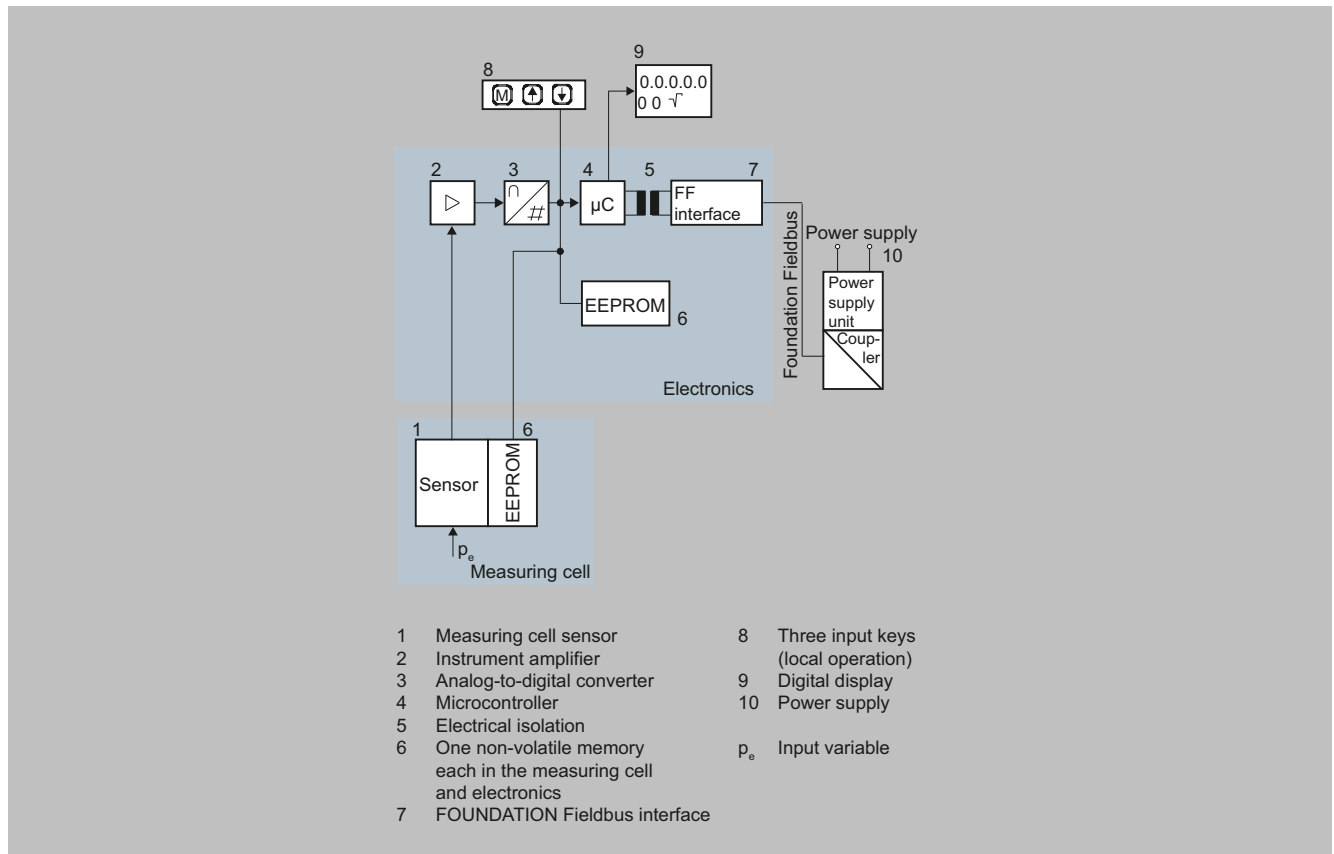 9
8
0.0.0.0.0
0 0 √
M
2
3
4
5
7
µC
FF
interface
Foundation Fieldbus
Power supply
10
Power
supply
unit
Coup-
ler
EEPROM
6
Electronics
1
6
Sensor
EEPROM
pe
Measuring cell
1 Measuring cell sensor
2 Instrument amplifier
3 Analog-to-digital converter
4 Microcontroller
5 Electrical isolation
6 One non-volatile memory
each in the measuring cell
and electronics
7 FOUNDATION Fieldbus interface
8 Three input keys
(local operation)
9 Digital display
10 Power supply
pe Input variable